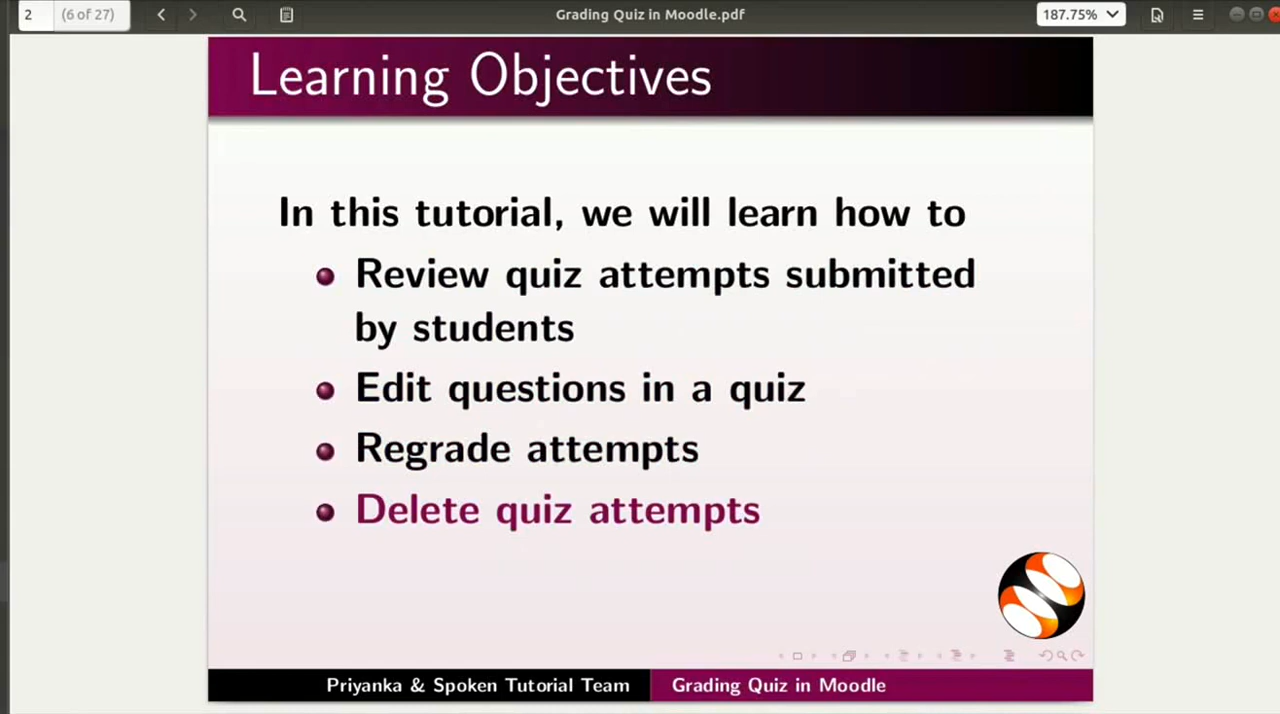 2 (6 of 27) Grading Quiz in Moodle.pdf 187.75%
Learning Objectives
In this tutorial, we will learn how to
Review quiz attempts submitted
by students
Edit questions in a quiz
Regrade attempts
Delete quiz attempts
Priyanka & Spoken Tutorial Team Grading Quiz in Moodle